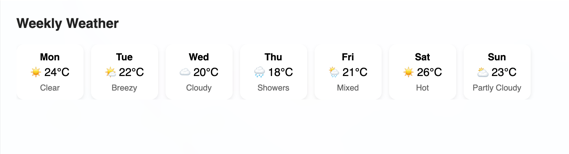 Weekly Weather
Mon
☀️ 24°C
Clear
Tue
🌤️ 22°C
Breezy
Wed
☁️ 20°C
Cloudy
Thu
🌧️ 18°C
Showers
Fri
🌦️ 21°C
Mixed
Sat
☀️ 26°C
Hot
Sun
⛅ 23°C
Partly Cloudy